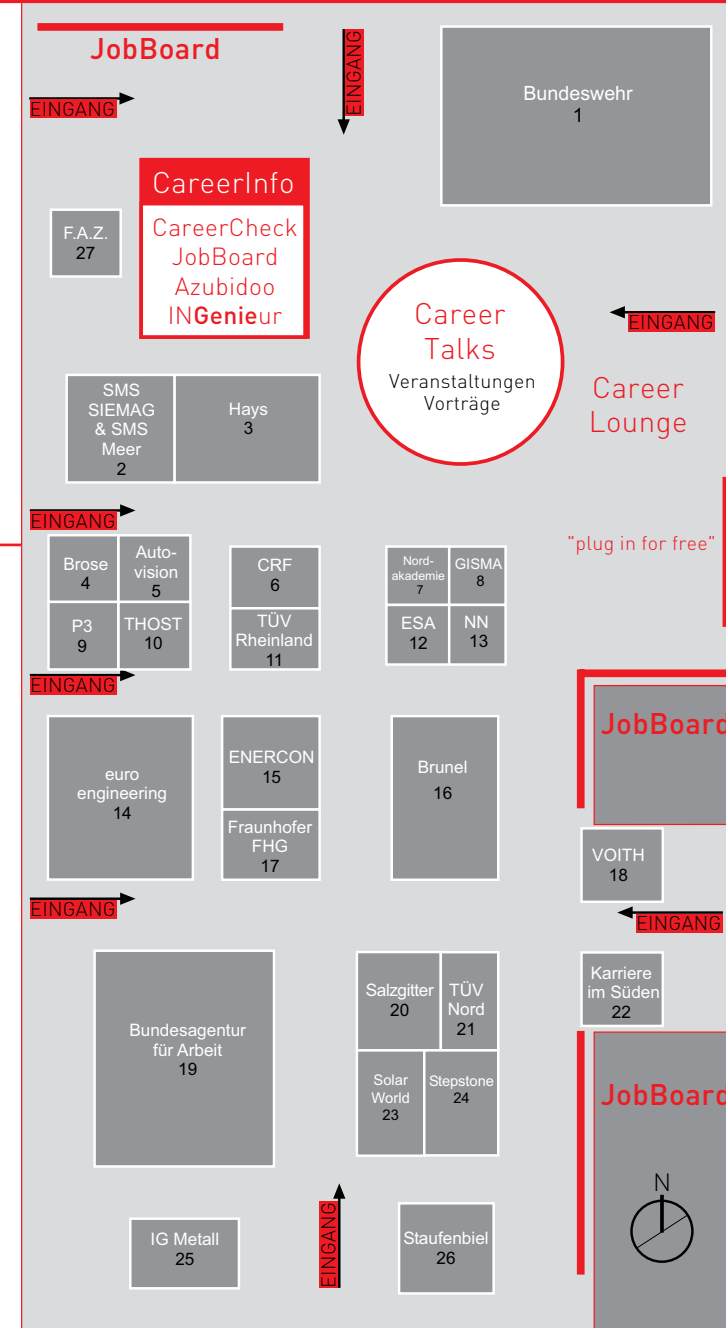 JobBoard
EINGANG
EINGANG
Bundeswehr
1
CareerInfo
CareerCheck
JobBoard
Azubidoo
INGenieur
F.A.Z.
27
Career
Talks
Veranstaltungen
Vorträge
EINGANG
Career
Lounge
SMS
SIEMAG
& SMS
Meer
2
Hays
3
EINGANG
"plug in for free"
Brose
4
Auto-
vision
5
CRF
6
Nord-
akademie
7
GISMA
8
P3
9
THOST
10
TÜV
Rheinland
11
ESA
12
NN
13
EINGANG
JobBoard
euro
engineering
14
ENERCON
15
Brunel
16
Fraunhofer
FHG
17
VOITH
18
EINGANG
EINGANG
Bundesagentur
für Arbeit
19
Salzgitter
20
TÜV
Nord
21
Karriere
im Süden
22
Solar
World
23
Stepstone
24
JobBoard
N
IG Metall
25
EINGANG
Staufenbiel
26